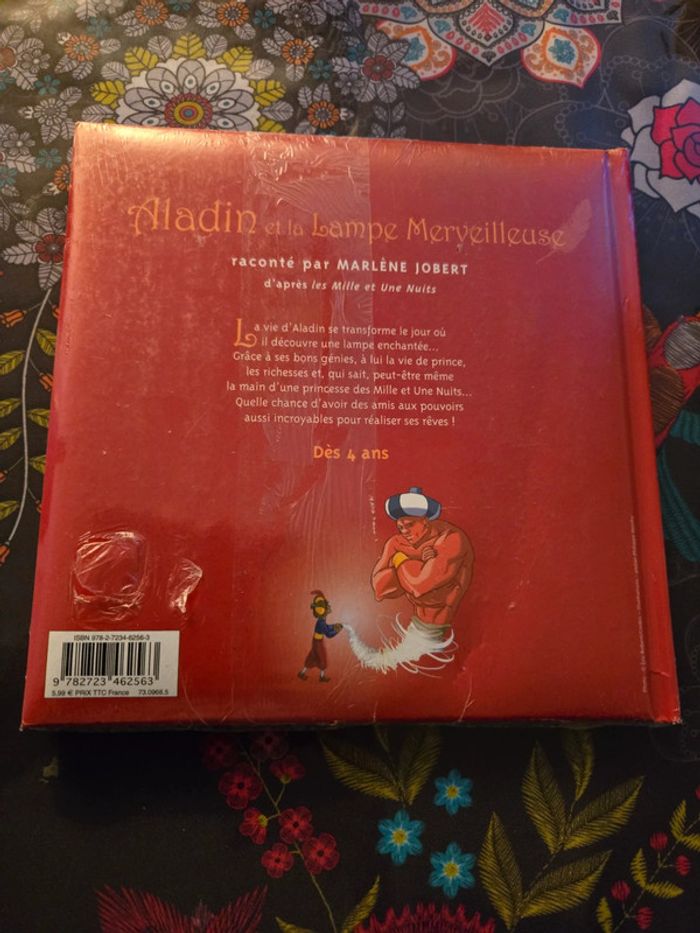 Aladin et la Lampe Merveilleuse
raconté par MARLÈNE JOBERT
d'après les Mille et Une Nuits
La vie d'Aladin se transforme le jour où
il découvre une lampe enchantée...
Grâce à ses bons génies, à lui la vie de prince,
les richesses et, qui sait, peut-être même
la main d'une princesse des Mille et Une Nuits...
Quelle chance d'avoir des amis aux pouvoirs
aussi incroyables pour réaliser ses rêves !
Dès 4 ans
ISBN 978-2-7234-6256-3
9 782723 462563
5,99 € PRIX TTC France 73.0968.5